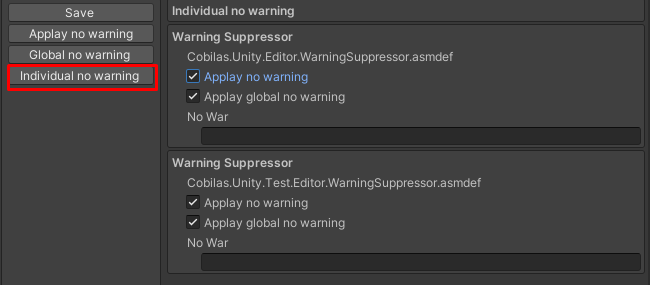 Save
Applay no warning
Global no warning
Individual no warning
Individual no warning
Warning Suppressor
Cobilas.Unity.Editor.WarningSuppressor.asmdef
Applay no warning
Applay global no warning
No War
Warning Suppressor
Cobilas.Unity.Test.Editor.WarningSuppressor.asmdef
Applay no warning
Applay global no warning
No War